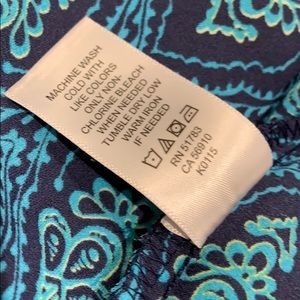 MACHINE WASH
COLD WITH
LIKE COLORS
ONLY NON-
CHLORINE BLEACH
WHEN NEEDED
TUMBLE DRY LOW
WARM IRON
IF NEEDED
RN 51783
CA 56910
K0115